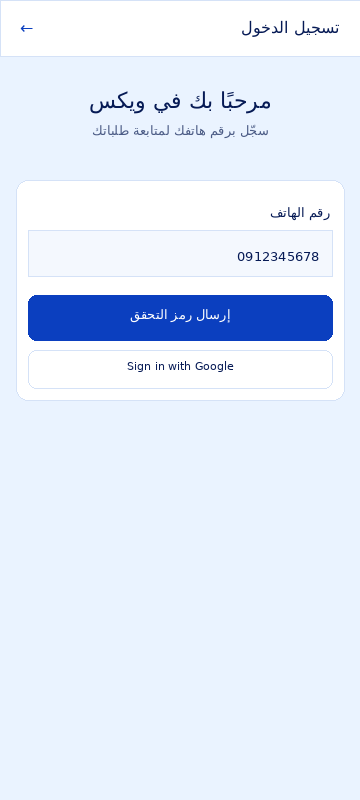 تسجيل الدخول
←
مرحبًا بك في ويكس
سجّل برقم هاتفك لمتابعة طلباتك
رقم الهاتف
0912345678
إرسال رمز التحقق
Sign in with Google